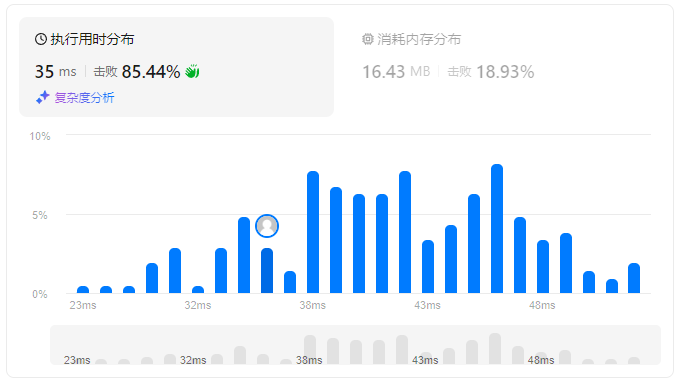 执行用时分布
35 ms 击败 85.44%
复杂度分析
消耗内存分布
16.43 MB 击败 18.93%
10%
5%
0%
23ms 32ms 38ms 43ms 48ms
23ms 32ms 38ms 43ms 48ms